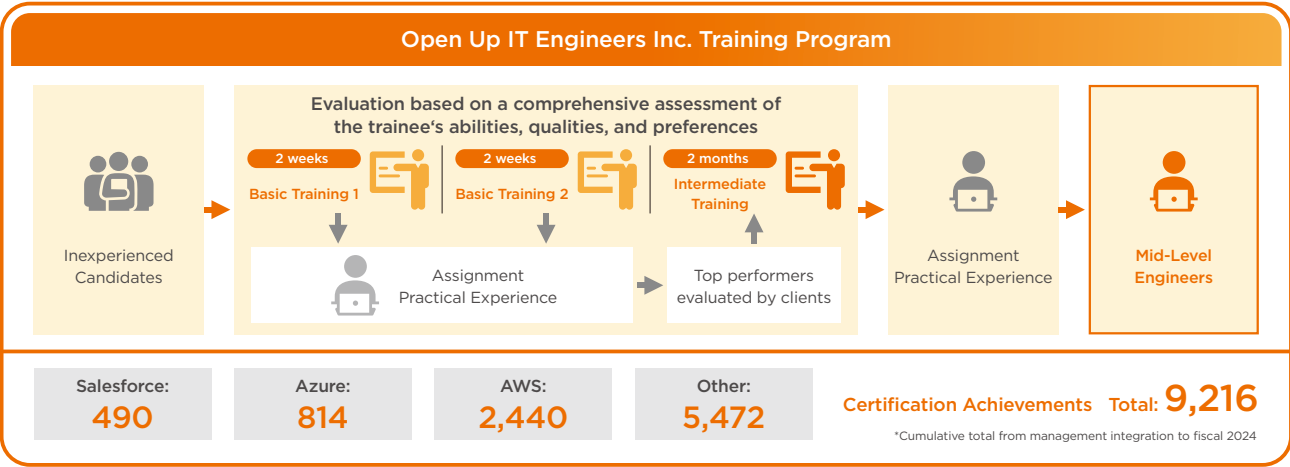 Open Up IT Engineers Inc. Training Program
Inexperienced
Candidates
Evaluation based on a comprehensive assessment of
the trainee‘s abilities, qualities, and preferences
2 weeks
Basic Training 1
2 weeks
Basic Training 2
2 months
Intermediate
Training
Assignment
Practical Experience
Top performers
evaluated by clients
Assignment
Practical Experience
Mid-Level
Engineers
Salesforce:
490
Azure:
814
AWS:
2,440
Other:
5,472
Certification Achievements Total: 9,216
*Cumulative total from management integration to fiscal 2024